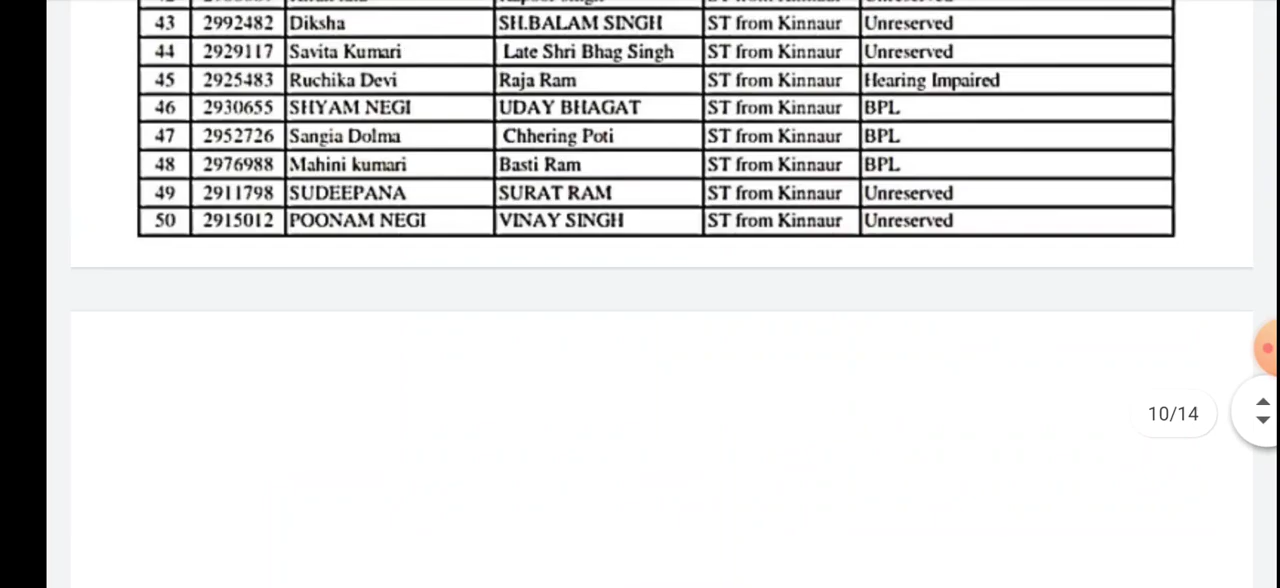 43 2992482 Diksha SH.BALAM SINGH ST from Kinnaur Unreserved
44 2929117 Savita Kumari Late Shri Bhag Singh ST from Kinnaur Unreserved
45 2925483 Ruchika Devi Raja Ram ST from Kinnaur Hearing Impaired
46 2930655 SHYAM NEGI UDAY BHAGAT ST from Kinnaur BPL
47 2952726 Sangia Dolma Chhering Poti ST from Kinnaur BPL
48 2976988 Mahini kumari Basti Ram ST from Kinnaur BPL
49 2911798 SUDEEPANA SURAT RAM ST from Kinnaur Unreserved
50 2915012 POONAM NEGI VINAY SINGH ST from Kinnaur Unreserved
10/14